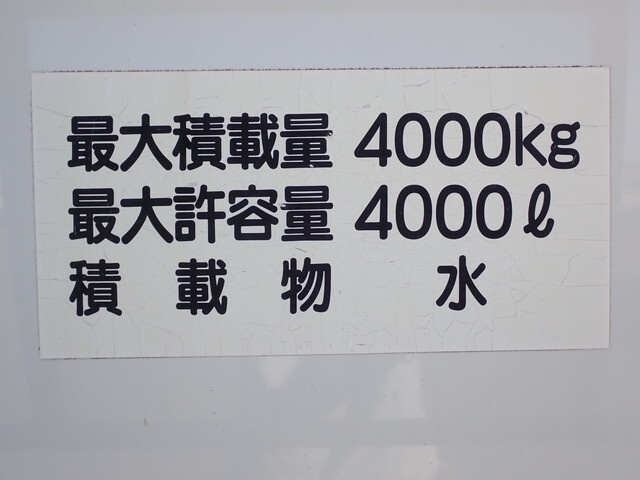 最大積載量 4000kg
最大許容量 4000ℓ
積載物 水